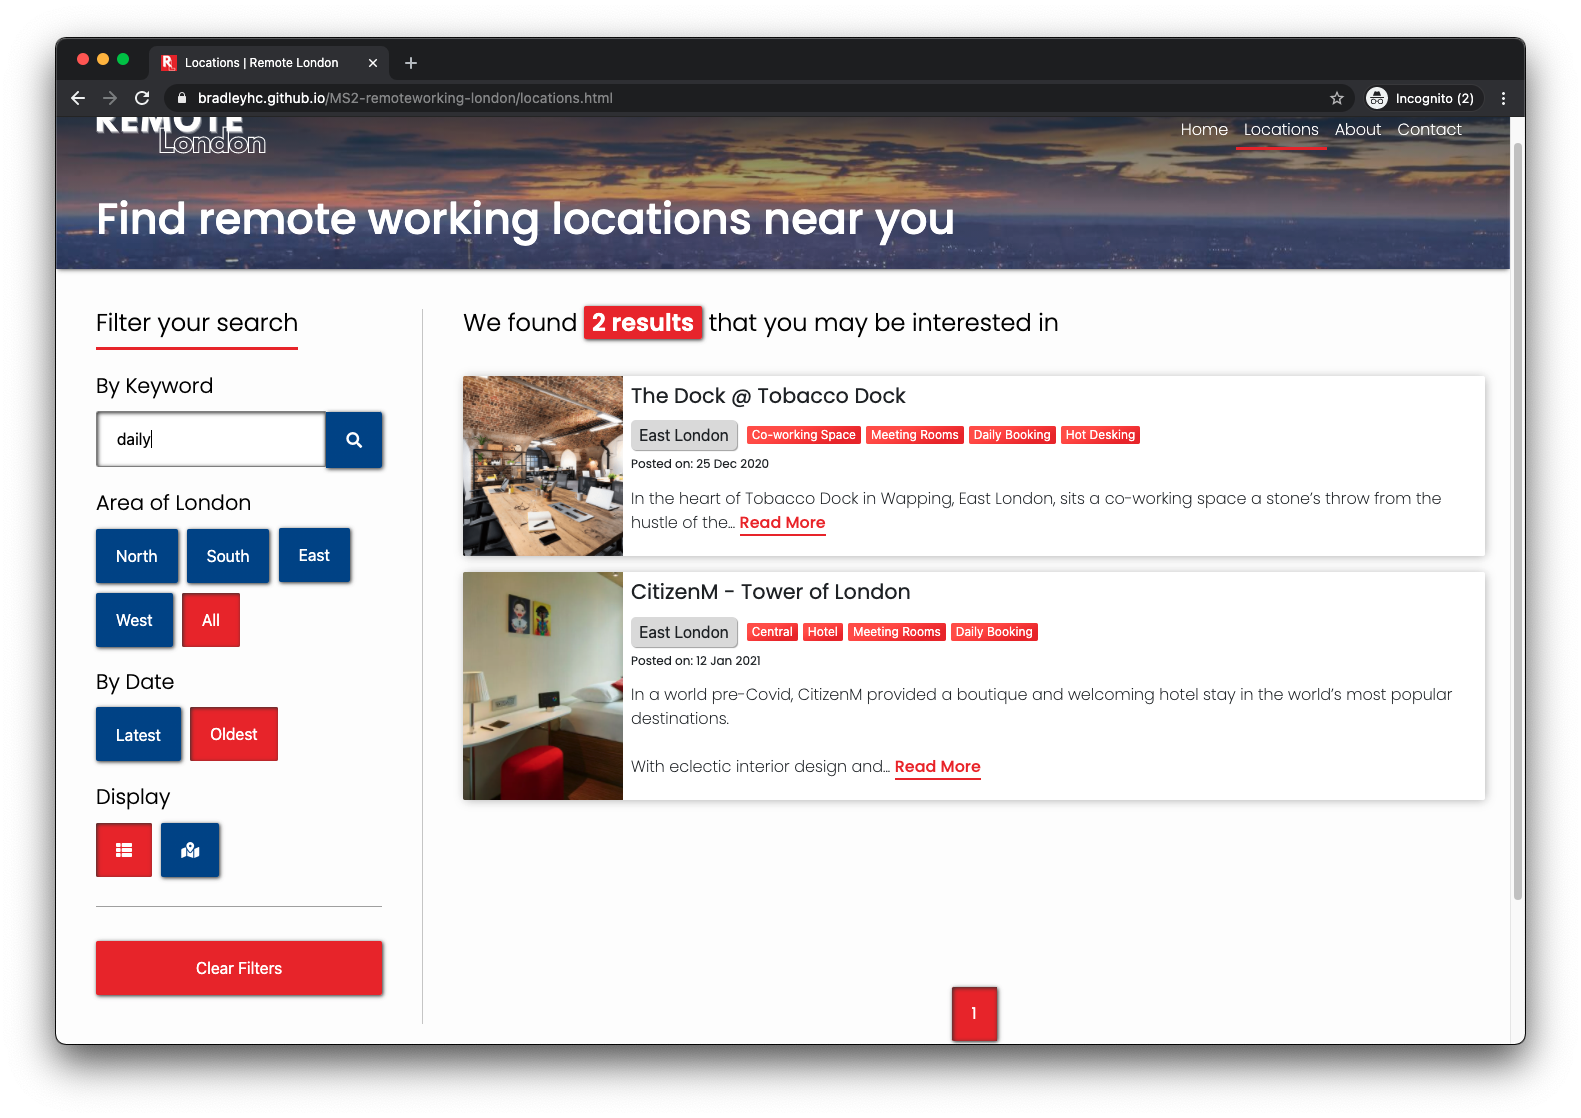 Locations | Remote London
bradleyhc.github.io/MS2-remoteworking-london/locations.html
Incognito (2)
REMOTE
London
Home Locations About Contact
Find remote working locations near you
Filter your search
By Keyword
daily
Area of London
North South East
West All
By Date
Latest Oldest
Display
Clear Filters
We found 2 results that you may be interested in
The Dock @ Tobacco Dock
East London Co-working Space Meeting Rooms Daily Booking Hot Desking
Posted on: 25 Dec 2020
In the heart of Tobacco Dock in Wapping, East London, sits a co-working space a stone’s throw from the
hustle of the... Read More
CitizenM - Tower of London
East London Central Hotel Meeting Rooms Daily Booking
Posted on: 12 Jan 2021
In a world pre-Covid, CitizenM provided a boutique and welcoming hotel stay in the world’s most popular
destinations.
With eclectic interior design and... Read More
1